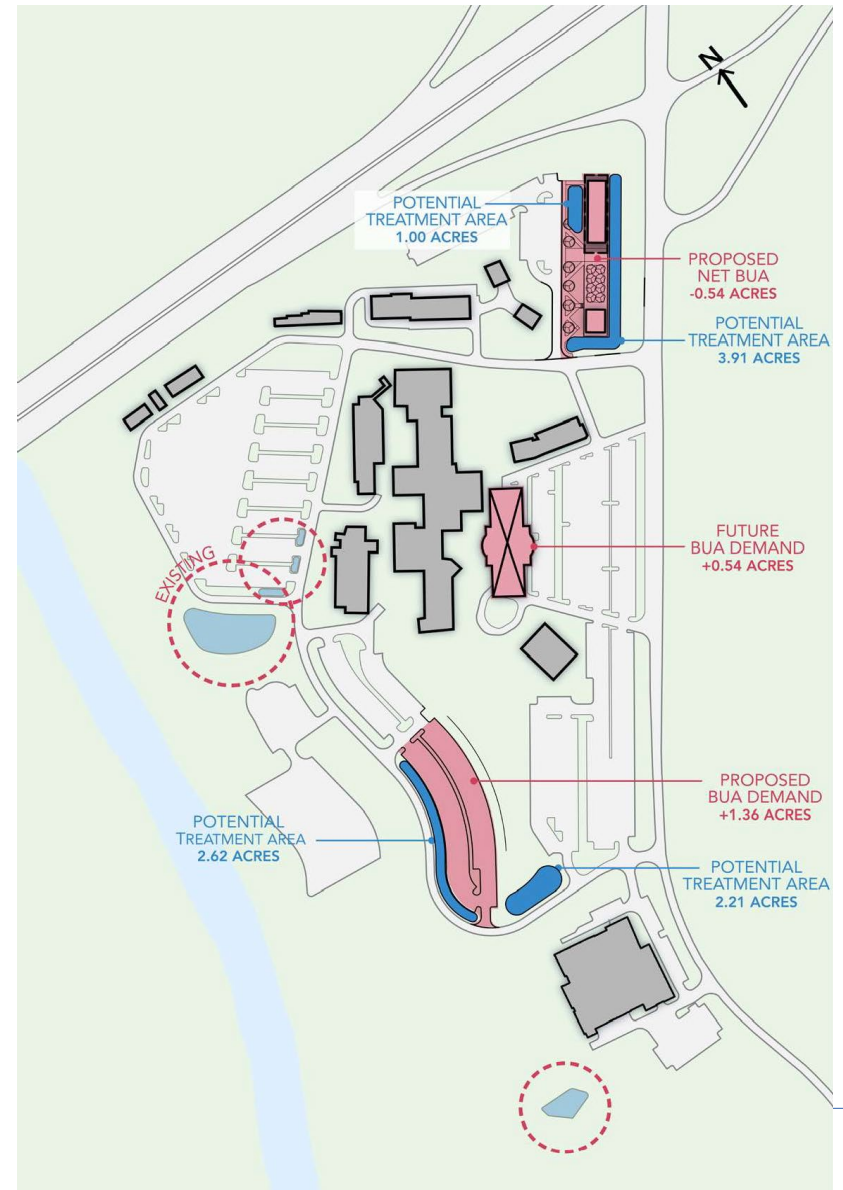 N
POTENTIAL
TREATMENT AREA
1.00 ACRES
PROPOSED
NET BUA
-0.54 ACRES
POTENTIAL
TREATMENT AREA
3.91 ACRES
FUTURE
BUA DEMAND
+0.54 ACRES
EXISTING
PROPOSED
BUA DEMAND
+1.36 ACRES
POTENTIAL
TREATMENT AREA
2.62 ACRES
POTENTIAL
TREATMENT AREA
2.21 ACRES